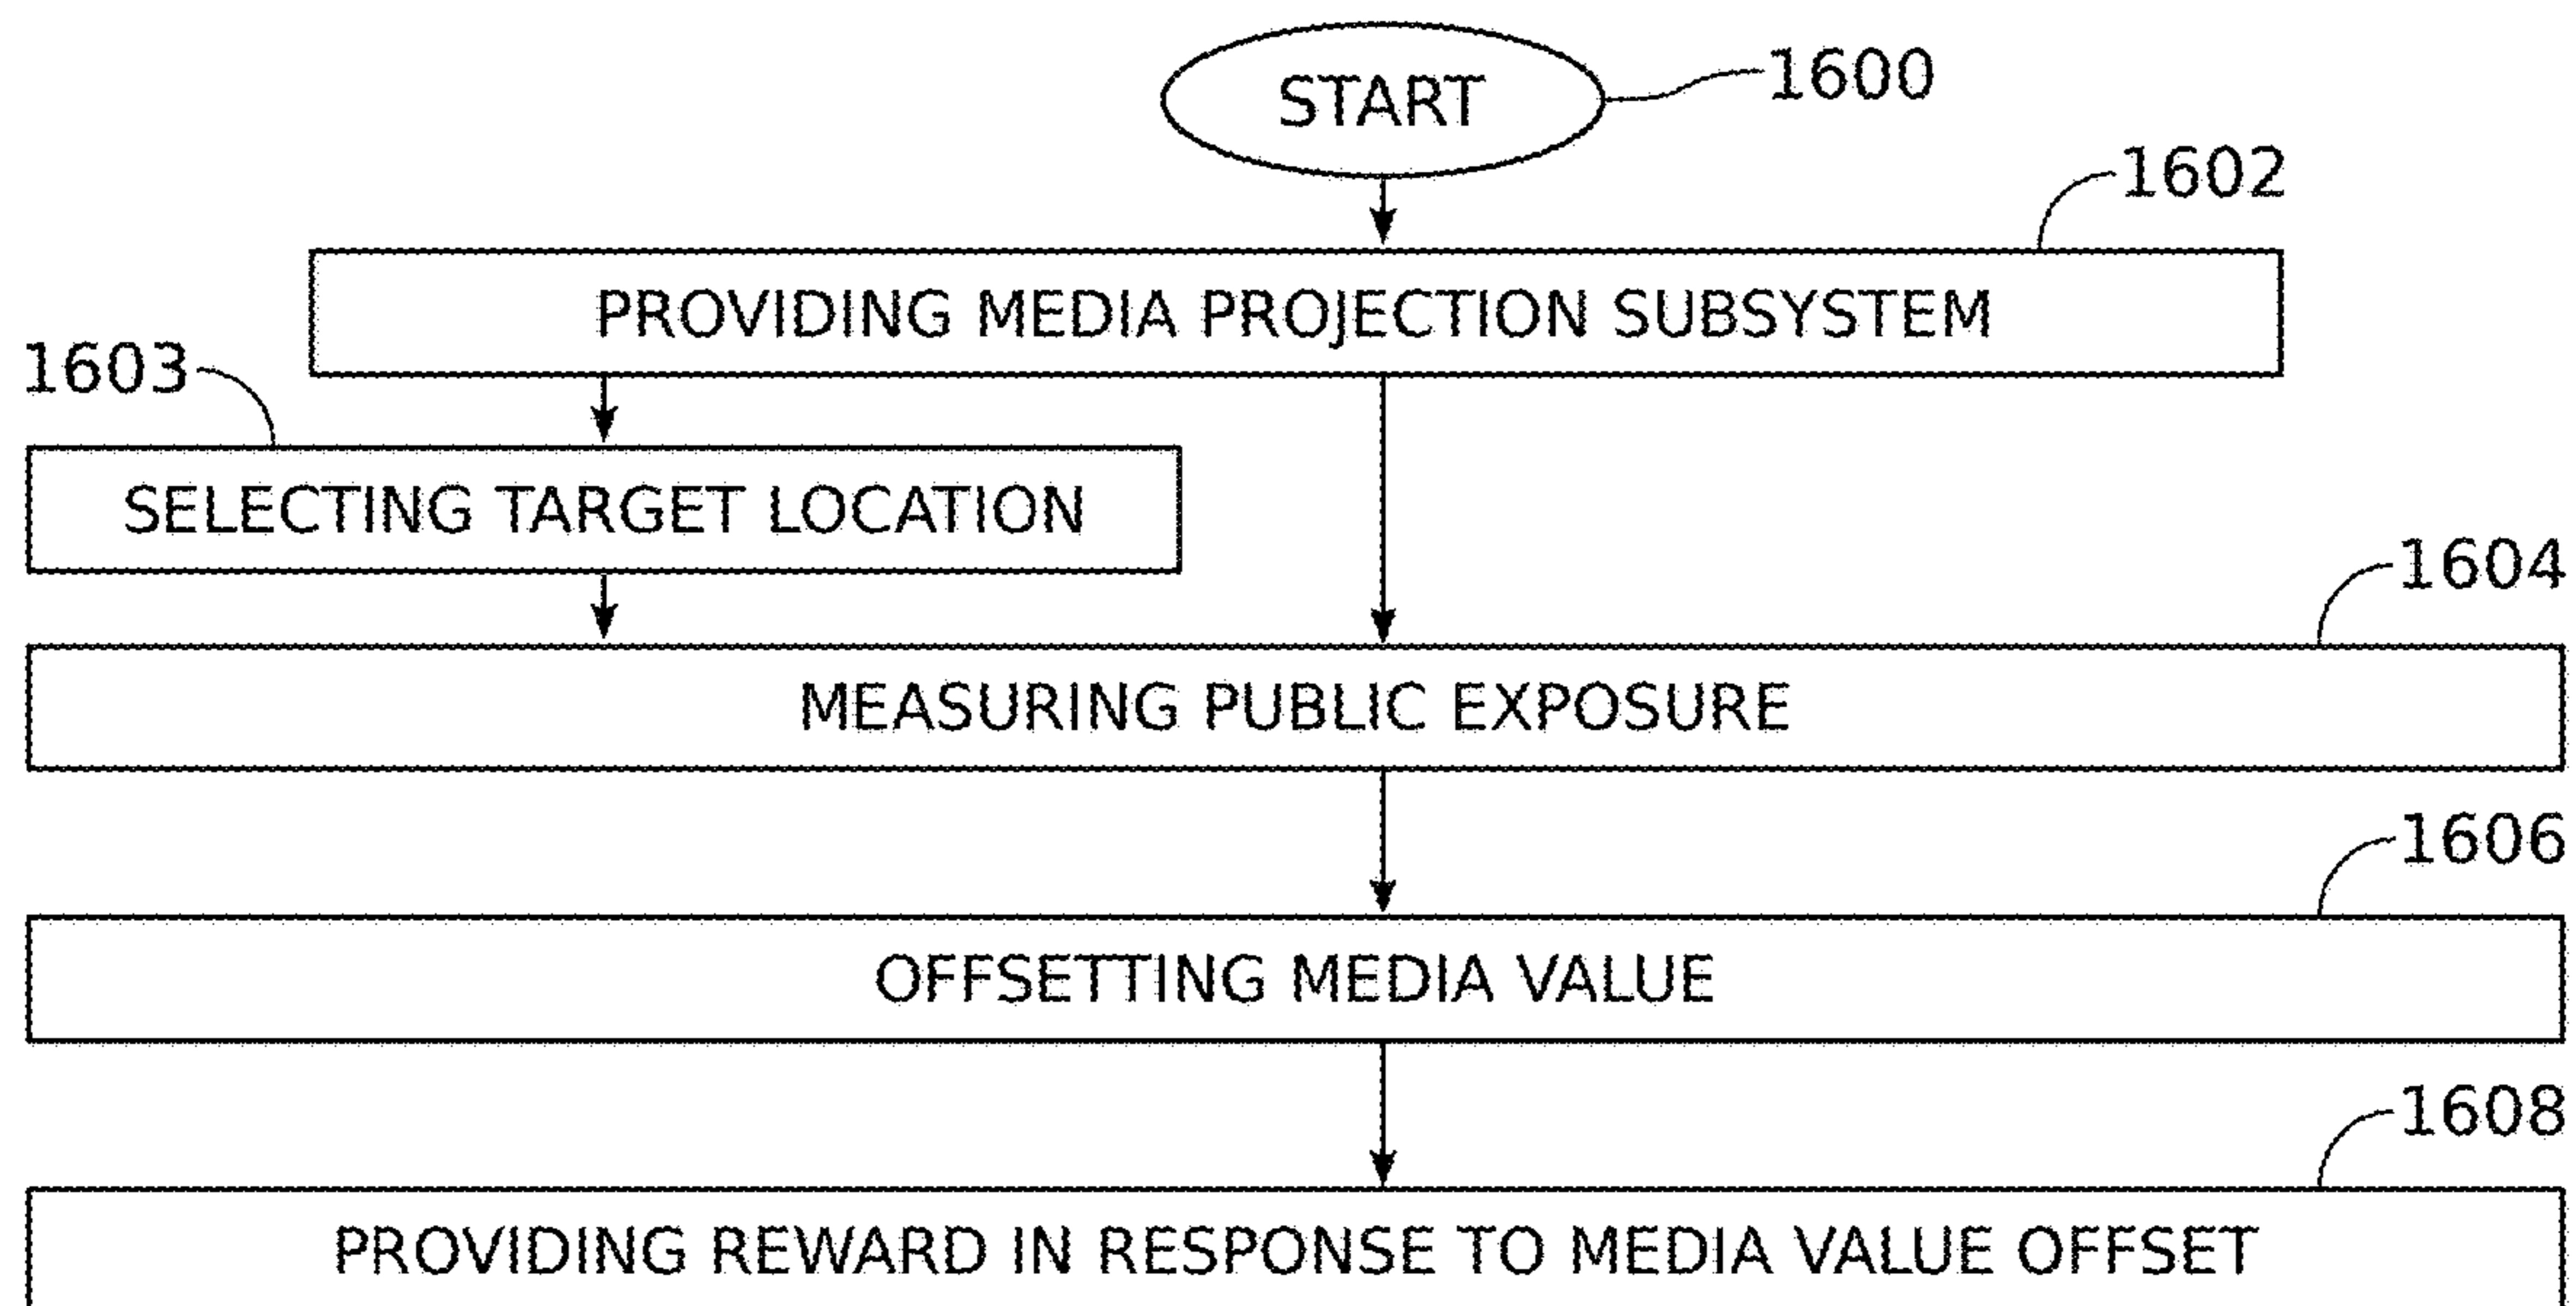 START
1600
1602
PROVIDING MEDIA PROJECTION SUBSYSTEM
1603
SELECTING TARGET LOCATION
1604
MEASURING PUBLIC EXPOSURE
1606
OFFSETTING MEDIA VALUE
1608
PROVIDING REWARD IN RESPONSE TO MEDIA VALUE OFFSET